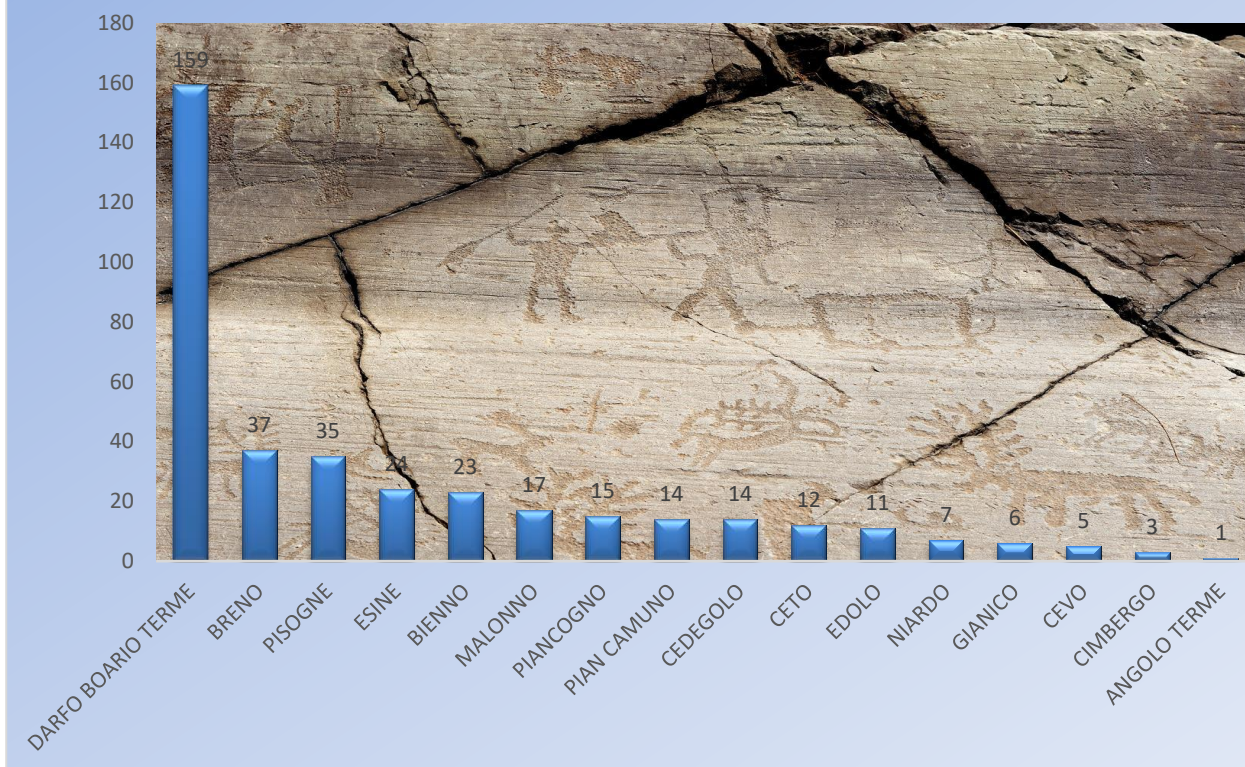 180
160
140
120
100
80
60
40
20
0
159
37
35
24
23
17
15
14
14
12
11
7
6
5
3
1
DARFO BOARIO TERME
BRENO
PISOGNE
ESINE
BIENNO
MALONNO
PIANCOGNO
PIAN CAMUNO
CEDEGOLO
CETO
EDOLO
NIARDO
GIANICO
CEVO
CIMBERGO
ANGOLO TERME